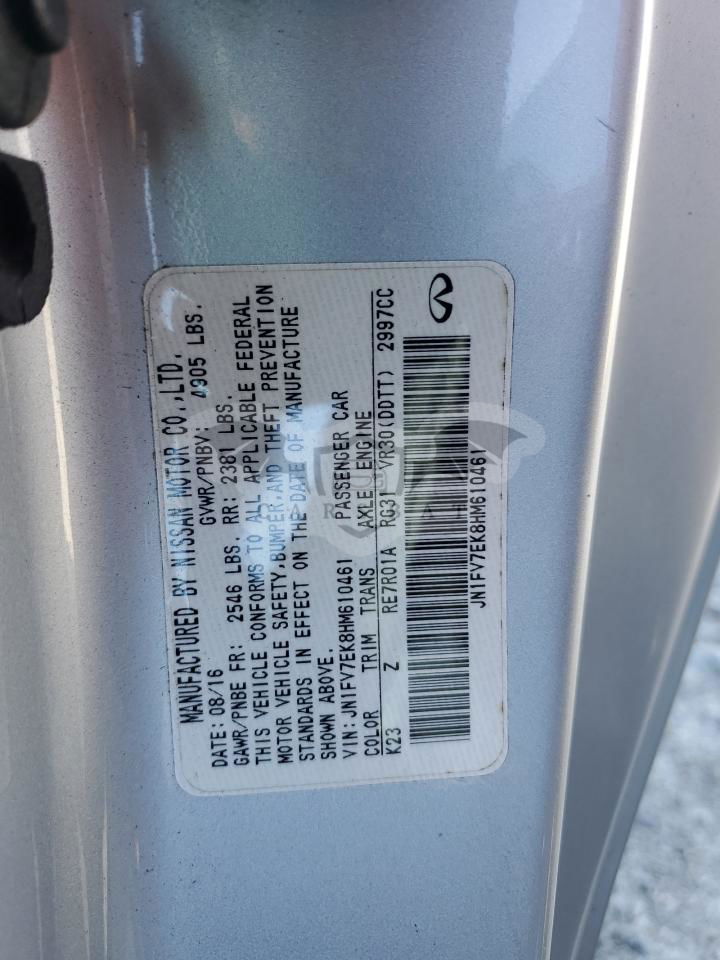 MANUFACTURED BY NISSAN MOTOR CO.,LTD.
DATE: 08/16 GVWR/PNBV: 4905 LBS.
GAWR/PNBE FR: 2546 LBS. RR: 2381 LBS.
THIS VEHICLE CONFORMS TO ALL APPLICABLE FEDERAL
MOTOR VEHICLE SAFETY,BUMPER,AND THEFT PREVENTION
STANDARDS IN EFFECT ON THE DATE OF MANUFACTURE
SHOWN ABOVE.
VIN: JN1FV7EK8HM610461 PASSENGER CAR
COLOR TRIM TRANS AXLE ENGINE
K23 Z RE7R01A RG31 VR30(DDTT) 2997CC
JN1FV7EK8HM610461